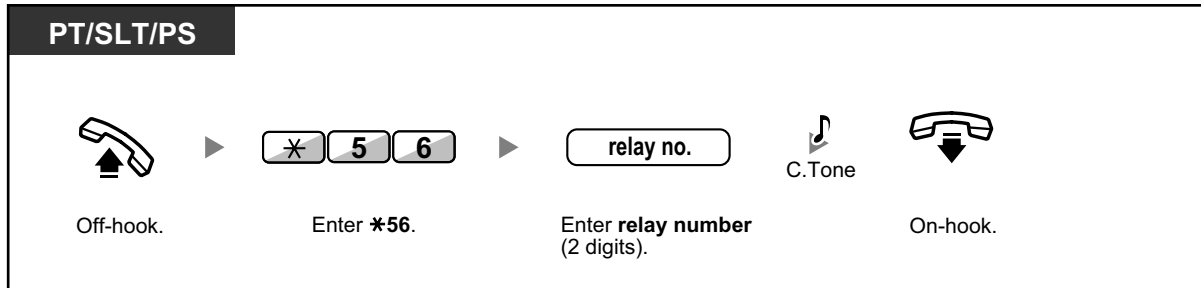 PT/SLT/PS
✳ 5 6
relay no.
C.Tone
Off-hook.
Enter ✳56.
Enter relay number
(2 digits).
On-hook.